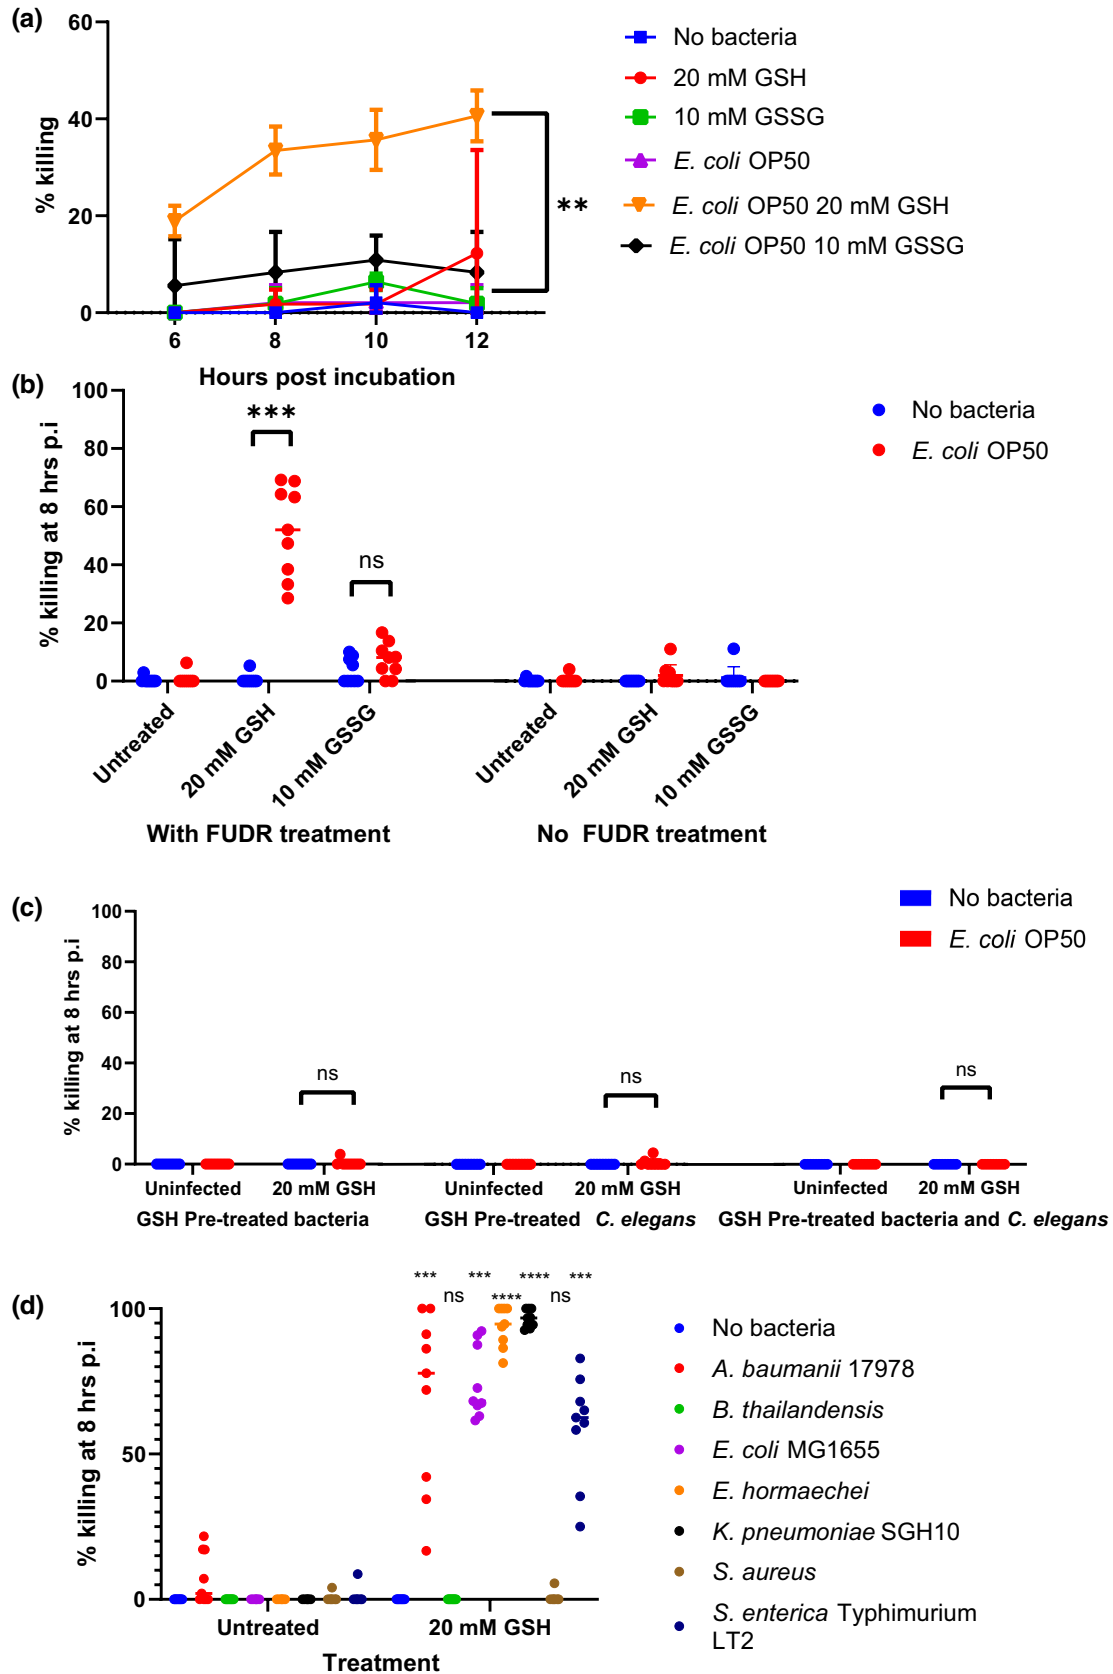 (a)
60
40
20
0
% killing
6 8 10 12
Hours post incubation
**
No bacteria
20 mM GSH
10 mM GSSG
E. coli OP50
E. coli OP50 20 mM GSH
E. coli OP50 10 mM GSSG
(b)
100
80
60
40
20
0
% killing at 8 hrs p.i
***
ns
No bacteria
E. coli OP50
Untreated 20 mM GSH 10 mM GSSG Untreated 20 mM GSH 10 mM GSSG
With FUDR treatment No FUDR treatment
(c)
100
80
60
40
20
0
% killing at 8 hrs p.i
No bacteria
E. coli OP50
ns ns ns
Uninfected 20 mM GSH Uninfected 20 mM GSH Uninfected 20 mM GSH
GSH Pre-treated bacteria GSH Pre-treated C. elegans GSH Pre-treated bacteria and C. elegans
(d)
100
50
0
% killing at 8 hrs p.i
*** ns *** **** **** ns ***
Untreated 20 mM GSH
Treatment
No bacteria
A. baumanii 17978
B. thailandensis
E. coli MG1655
E. hormaechei
K. pneumoniae SGH10
S. aureus
S. enterica Typhimurium
LT2